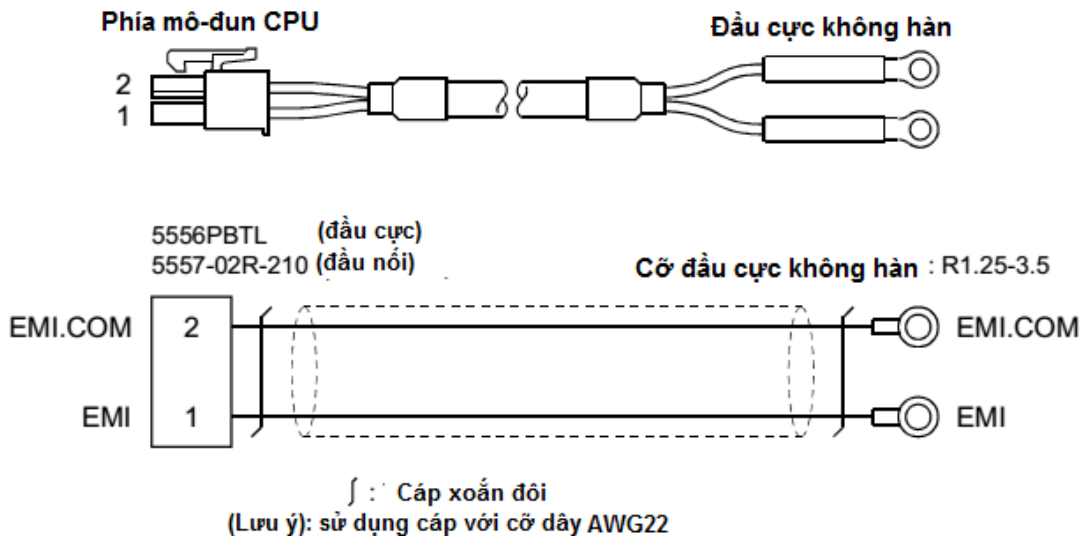 Phía mô-đun CPU
Đầu cực không hàn
2
1
5556PBTL (đầu cực)
5557-02R-210 (đầu nối)
Cỡ đầu cực không hàn : R1.25-3.5
EMI.COM 2 EMI.COM
EMI 1 EMI
∫ : Cáp xoắn đôi
(Lưu ý): sử dụng cáp với cỡ dây AWG22